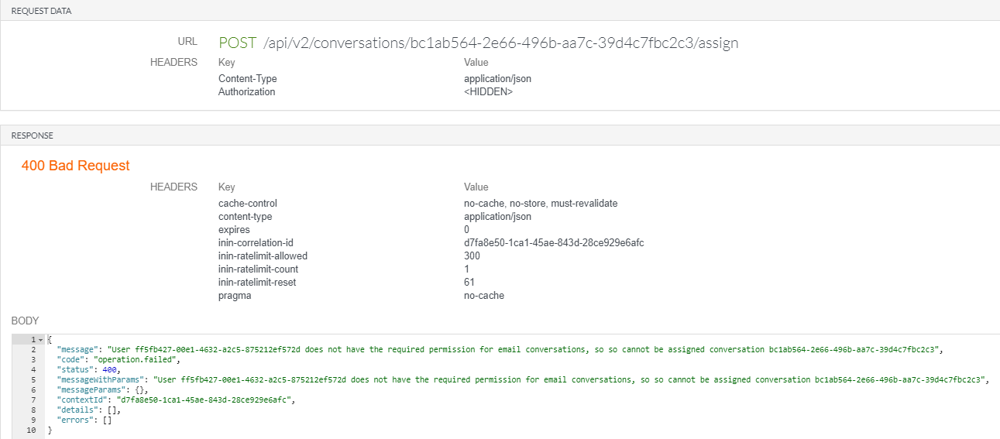 REQUEST DATA
URL POST /api/v2/conversations/bc1ab564-2e66-496b-aa7c-39d4c7fbc2c3/assign
HEADERS Key Value
Content-Type application/json
Authorization <HIDDEN>
RESPONSE
400 Bad Request
HEADERS Key Value
cache-control no-cache, no-store, must-revalidate
content-type application/json
expires 0
inin-correlation-id d7fa8e50-1ca1-45ae-843d-28ce929e6afc
inin-ratelimit-allowed 300
inin-ratelimit-count 1
inin-ratelimit-reset 61
pragma no-cache
BODY
1 {
2 "message": "User ff5fb427-00e1-4632-a2c5-875212ef572d does not have the required permission for email conversations, so so cannot be assigned conversation bc1ab564-2e66-496b-aa7c-39d4c7fbc2c3",
3 "code": "operation.failed",
4 "status": 400,
5 "messageWithParams": "User ff5fb427-00e1-4632-a2c5-875212ef572d does not have the required permission for email conversations, so so cannot be assigned conversation bc1ab564-2e66-496b-aa7c-39d4c7fbc2c3",
6 "messageParams": {},
7 "contextId": "d7fa8e50-1ca1-45ae-843d-28ce929e6afc",
8 "details": [],
9 "errors": []
10 }